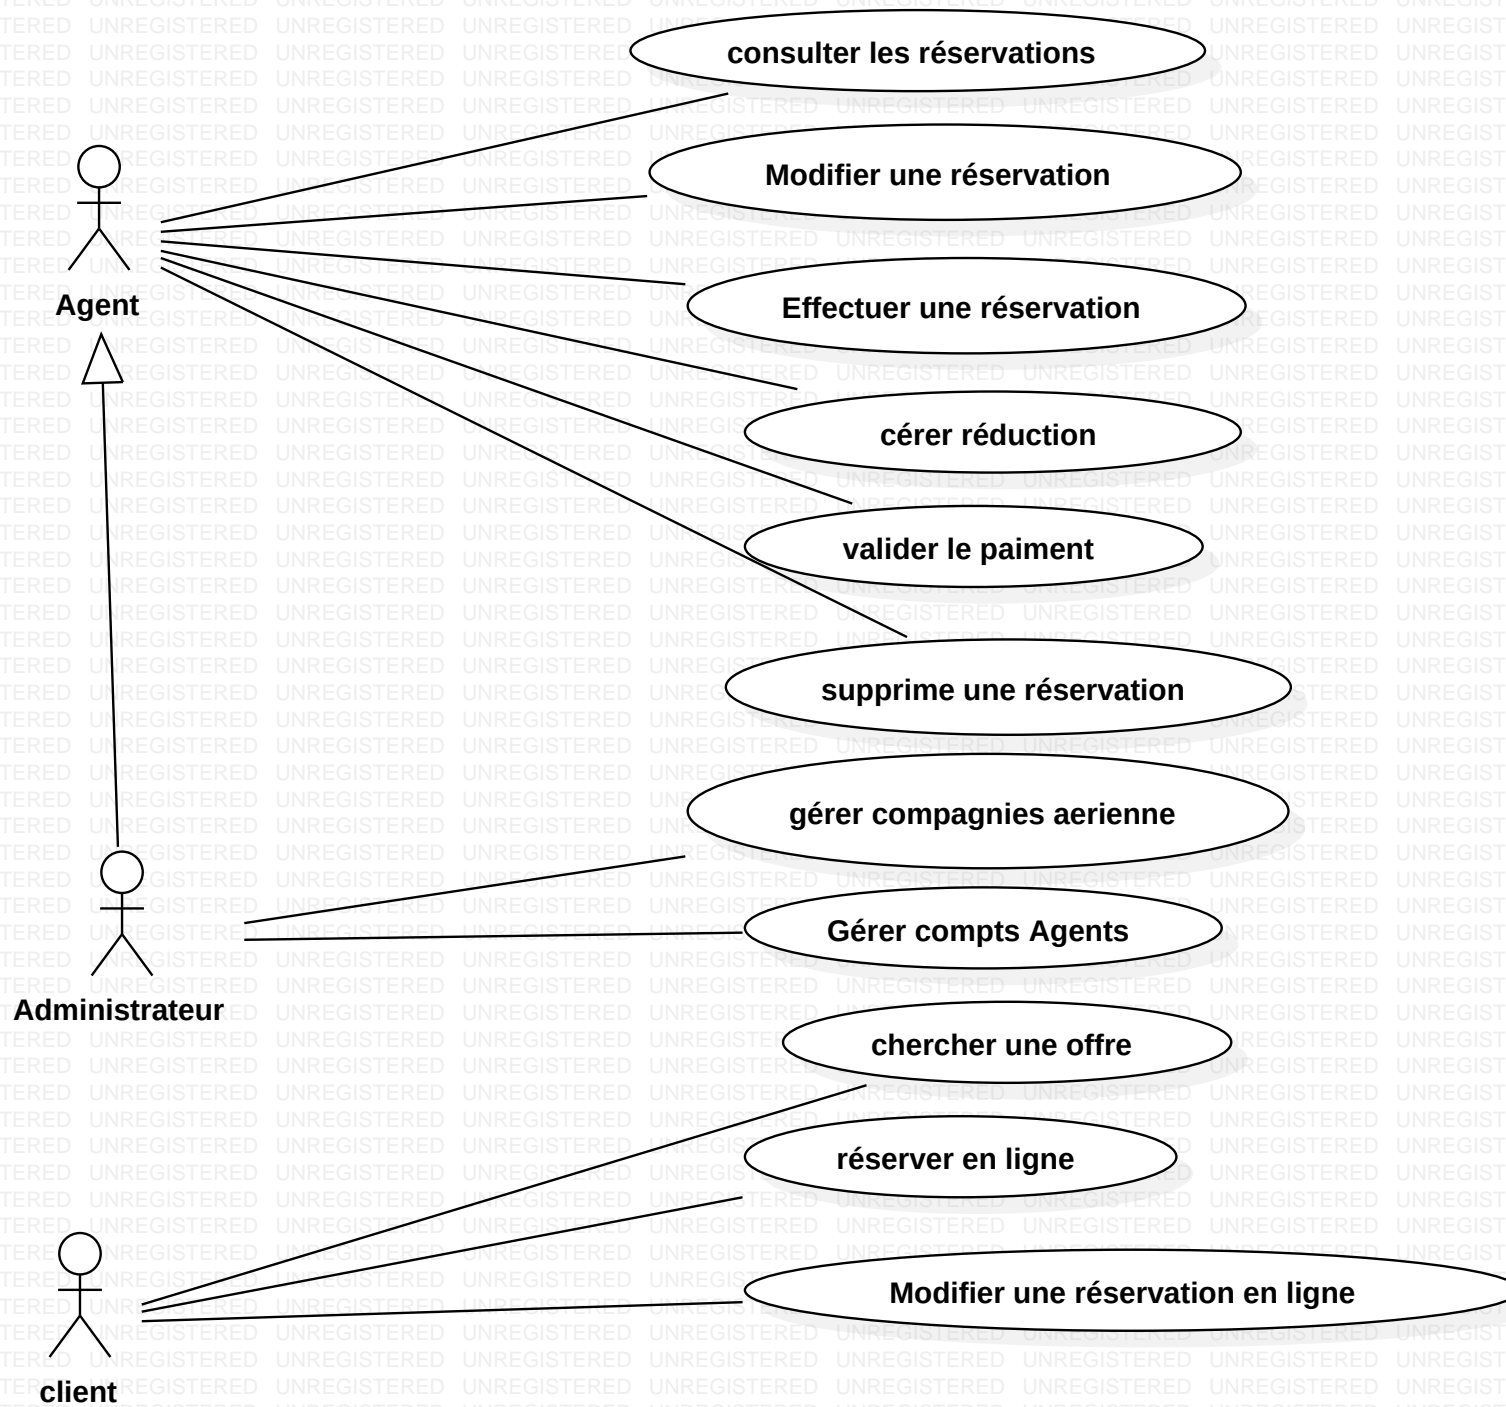 consulter les réservations
Modifier une réservation
Agent
Effectuer une réservation
cérer réduction
valider le paiment
supprime une réservation
gérer compagnies aerienne
Gérer compts Agents
Administrateur
chercher une offre
réserver en ligne
Modifier une réservation en ligne
client
UNREGISTERED